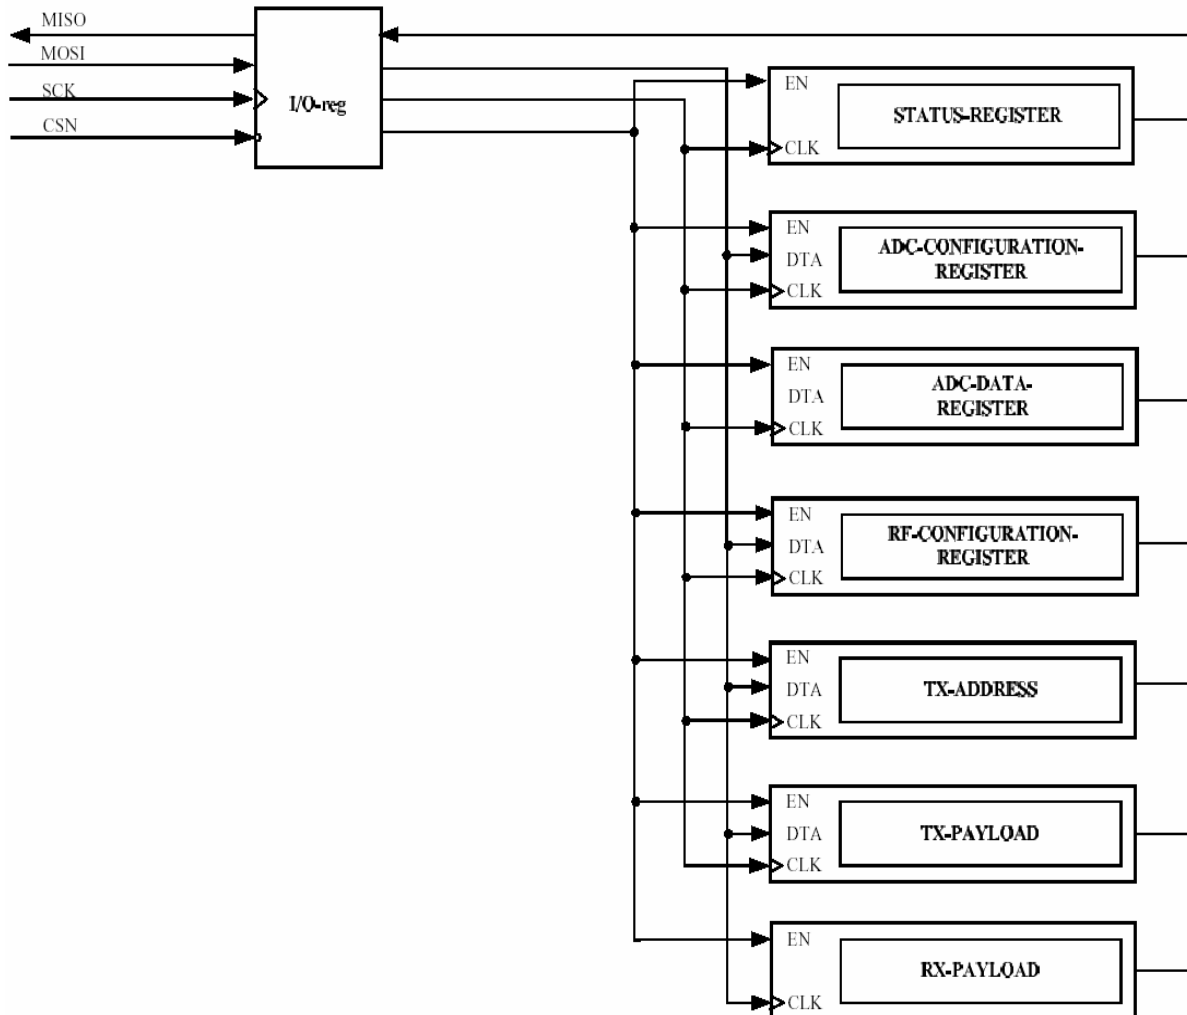 MISO
MOSI
SCK
CSN
I/O-reg
EN
STATUS-REGISTER
CLK
EN
ADC-CONFIGURATION-
REGISTER
DTA
CLK
EN
ADC-DATA-
REGISTER
DTA
CLK
EN
RF-CONFIGURATION-
REGISTER
DTA
CLK
EN
DTA
TX-ADDRESS
CLK
EN
DTA
TX-PAYLOAD
CLK
EN
RX-PAYLOAD
CLK